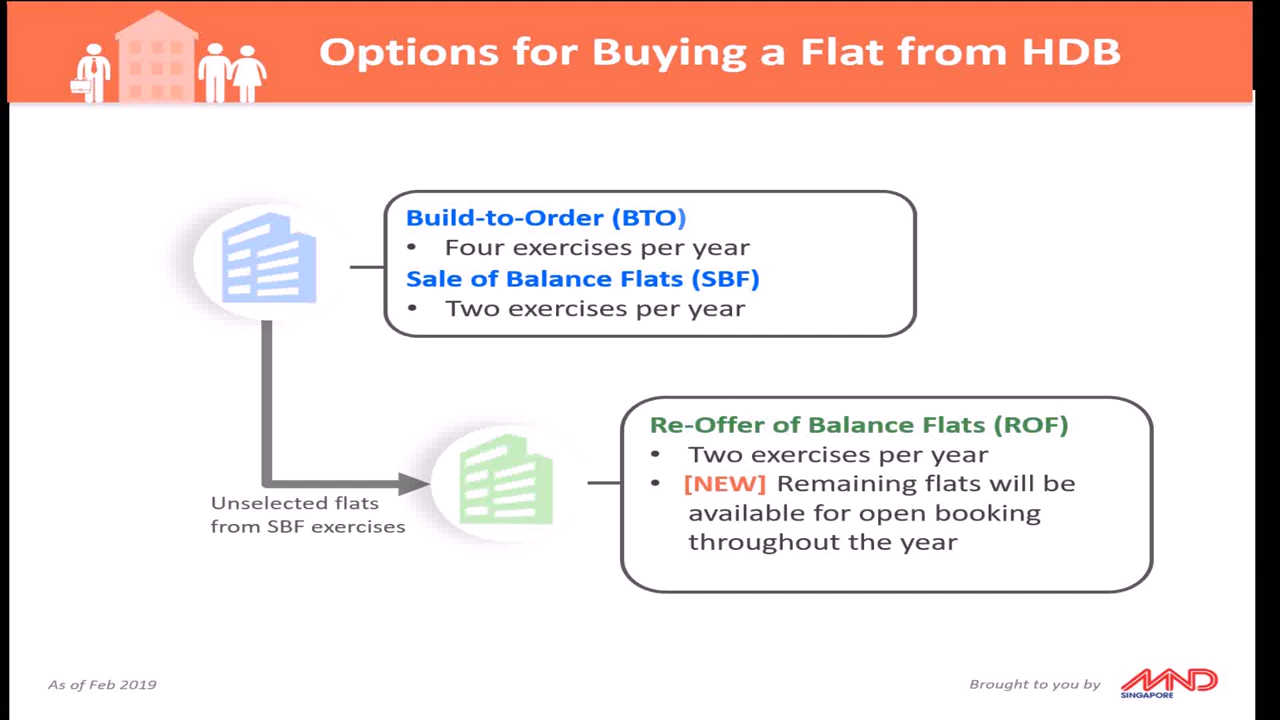 Options for Buying a Flat from HDB
Build-to-Order (BTO)
• Four exercises per year
Sale of Balance Flats (SBF)
• Two exercises per year
Unselected flats
from SBF exercises
Re-Offer of Balance Flats (ROF)
• Two exercises per year
• [NEW] Remaining flats will be
available for open booking
throughout the year
As of Feb 2019
Brought to you by
MND
SINGAPORE